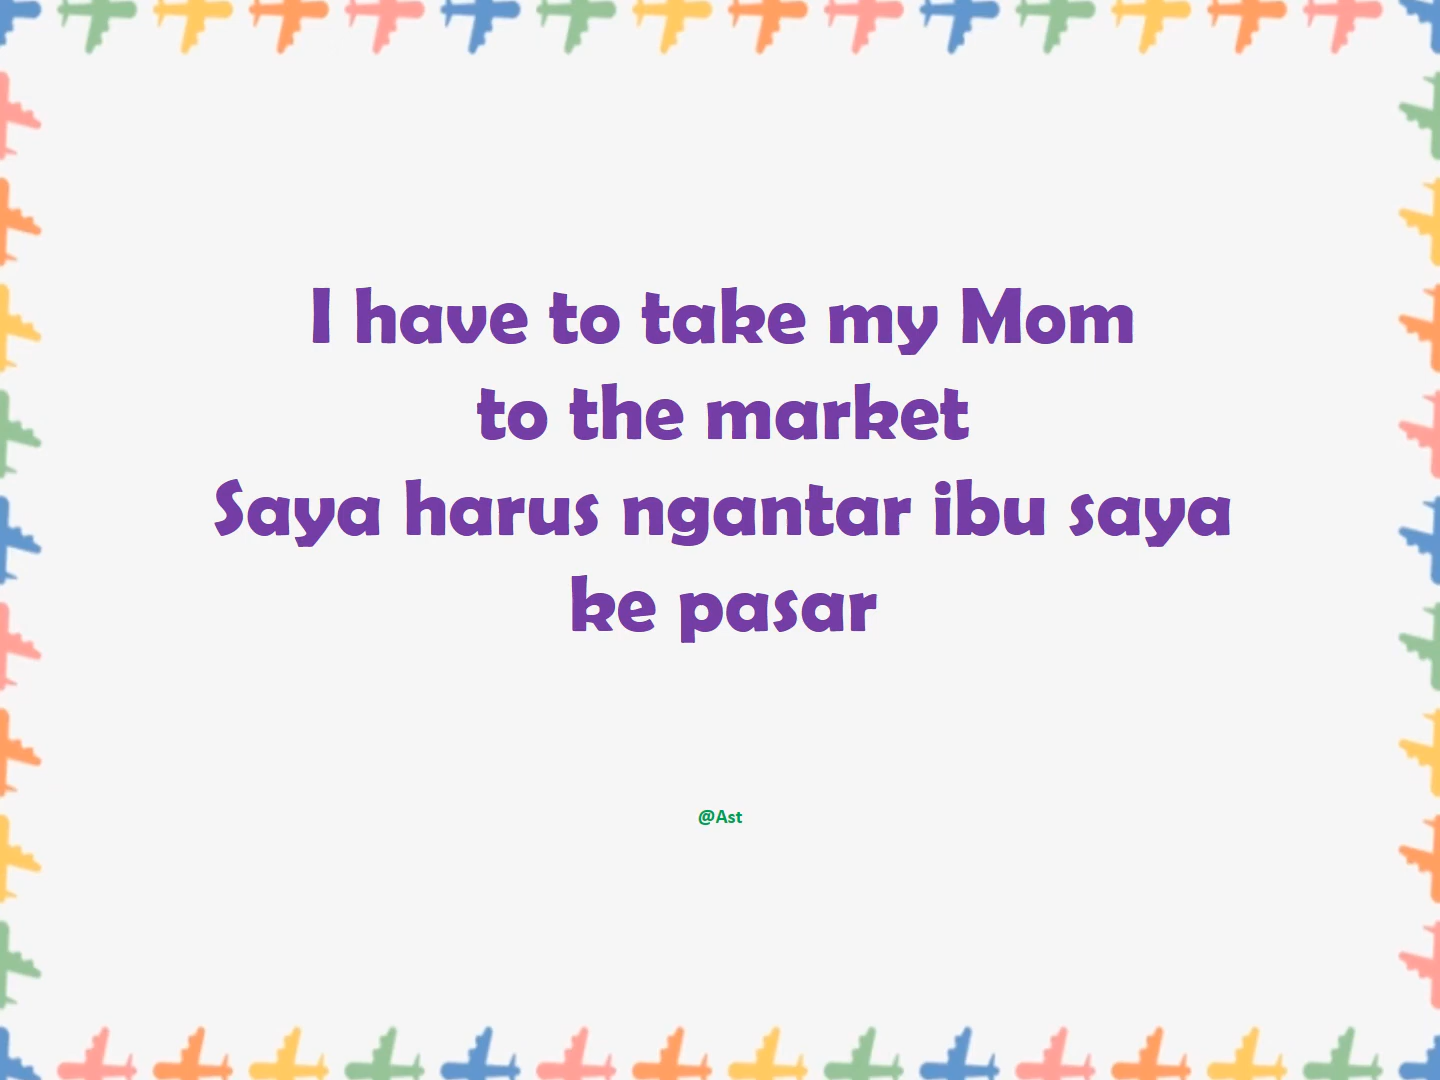 I have to take my Mom
to the market
Saya harus ngantar ibu saya
ke pasar
@Ast